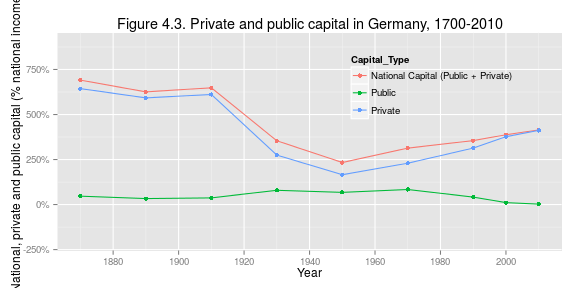 Figure 4.3. Private and public capital in Germany, 1700-2010
National, private and public capital (% national income
Capital_Type
National Capital (Public + Private)
Public
Private
750%
500%
250%
0%
-250%
1880 1900 1920 1940 1960 1980 2000
Year